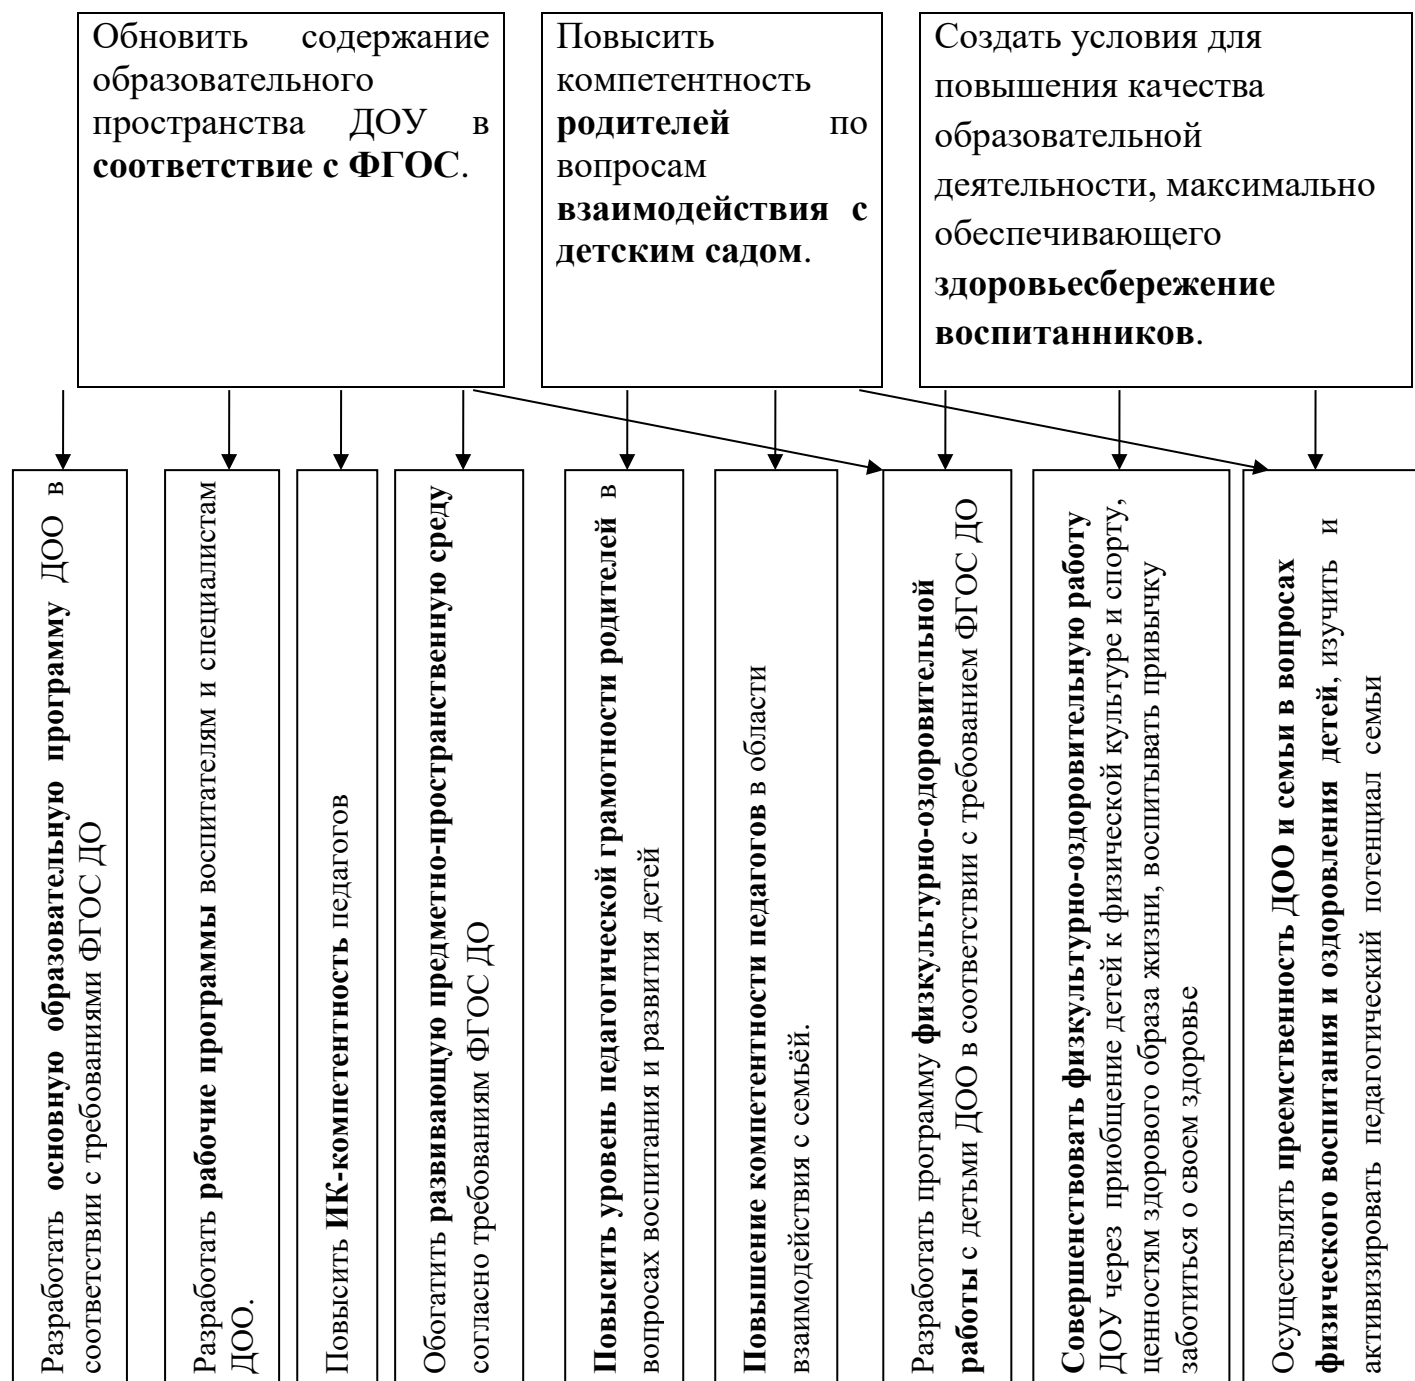 Обновить содержание
образовательного
пространства ДОУ в
соответствие с ФГОС.
Повысить
компетентность
родителей по
вопросам
взаимодействия с
детским садом.
Создать условия для
повышения качества
образовательной
деятельности, максимально
обеспечивающего
здоровьесбережение
воспитанников.
Разработать основную образовательную программу ДОО в
соответствии с требованиями ФГОС ДО
Разработать рабочие программы воспитателям и специалистам
ДОО.
Повысить ИК-компетентность педагогов
Обогатить развивающую предметно-пространственную среду
согласно требованиям ФГОС ДО
Повысить уровень педагогической грамотности родителей в
вопросах воспитания и развития детей
Повышение компетентности педагогов в области
взаимодействия с семьёй.
Разработать программу физкультурно-оздоровительной
работы с детьми ДОО в соответствии с требованием ФГОС ДО
Совершенствовать физкультурно-оздоровительную работу
ДОУ через приобщение детей к физической культуре и спорту,
ценностям здорового образа жизни, воспитывать привычку
заботиться о своем здоровье
Осуществлять преемственность ДОО и семьи в вопросах
физического воспитания и оздоровления детей, изучить и
активизировать педагогический потенциал семьи